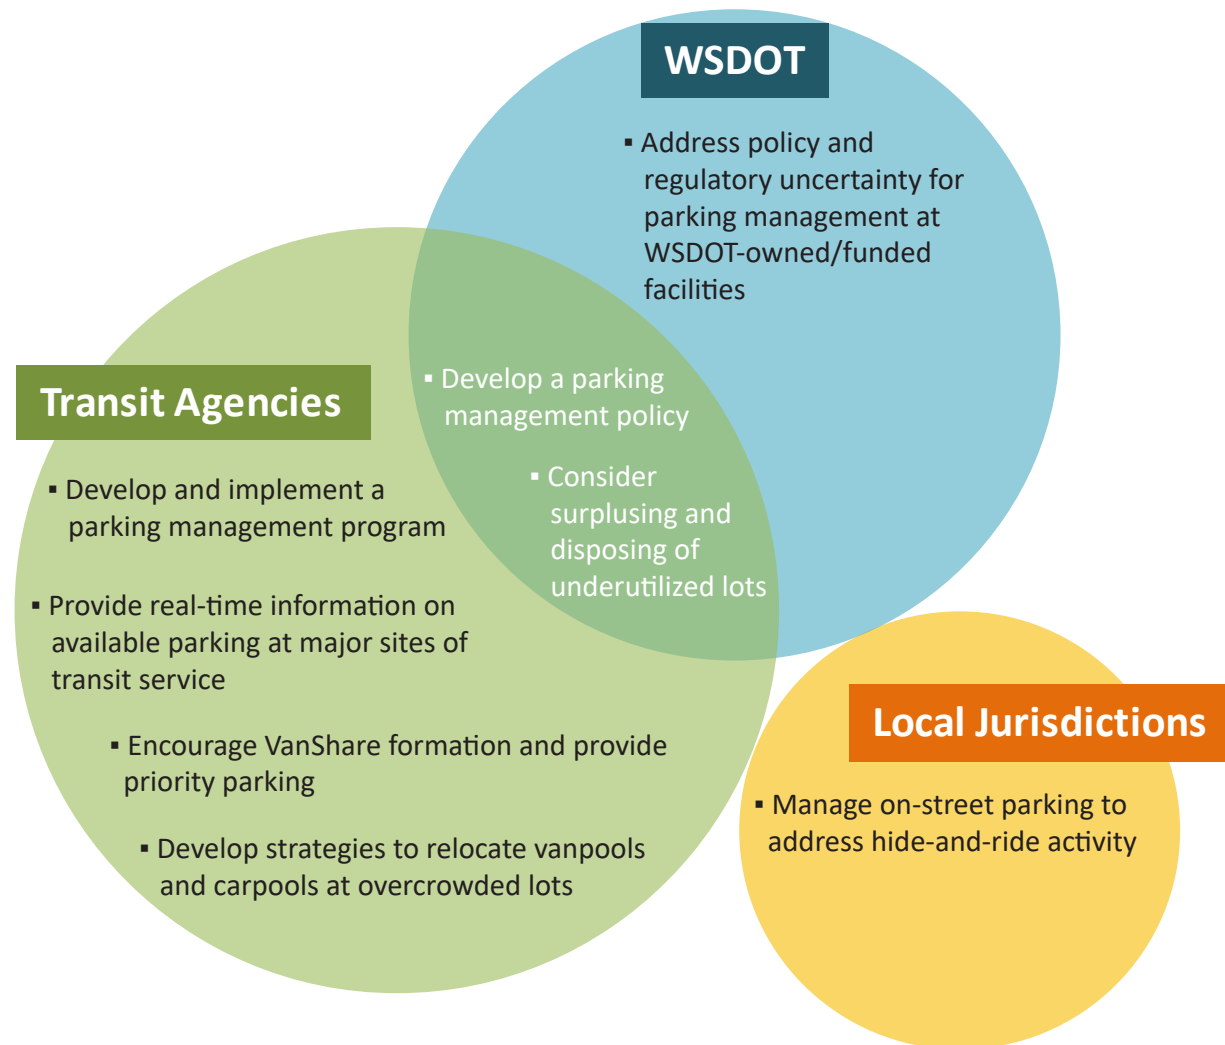 WSDOT
▪ Address policy and
regulatory uncertainty for
parking management at
WSDOT-owned/funded
facilities
Transit Agencies
▪ Develop a parking
management policy
▪ Consider
surplusing and
disposing of
underutilized lots
▪ Develop and implement a
parking management program
▪ Provide real-time information on
available parking at major sites of
transit service
▪ Encourage VanShare formation and provide
priority parking
▪ Develop strategies to relocate vanpools
and carpools at overcrowded lots
Local Jurisdictions
▪ Manage on-street parking to
address hide-and-ride activity